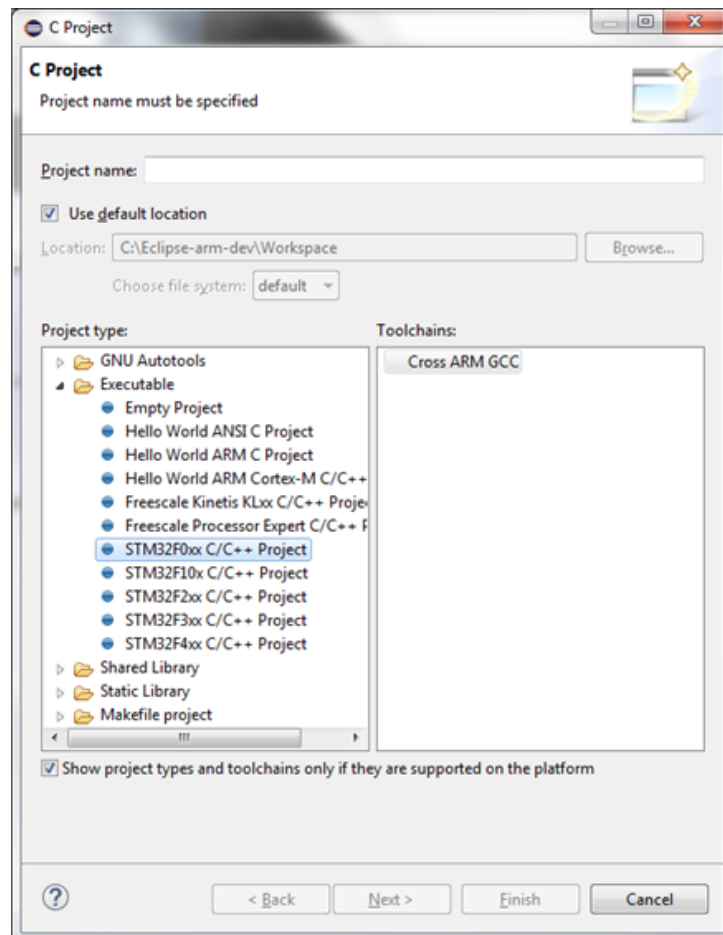 C Project
C Project
Project name must be specified
Project name:
Use default location
Location: C:\Eclipse-arm-dev\Workspace Browse...
Choose file system: default
Project type: Toolchains:
GNU Autotools Cross ARM GCC
Executable
Empty Project
Hello World ANSI C Project
Hello World ARM C Project
Hello World ARM Cortex-M C/C++
Freescale Kinetis KLxx C/C++ Proje
Freescale Processor Expert C/C++ P
STM32F0xx C/C++ Project
STM32F10x C/C++ Project
STM32F2xx C/C++ Project
STM32F3xx C/C++ Project
STM32F4xx C/C++ Project
Shared Library
Static Library
Makefile project
Show project types and toolchains only if they are supported on the platform
? < Back Next > Finish Cancel